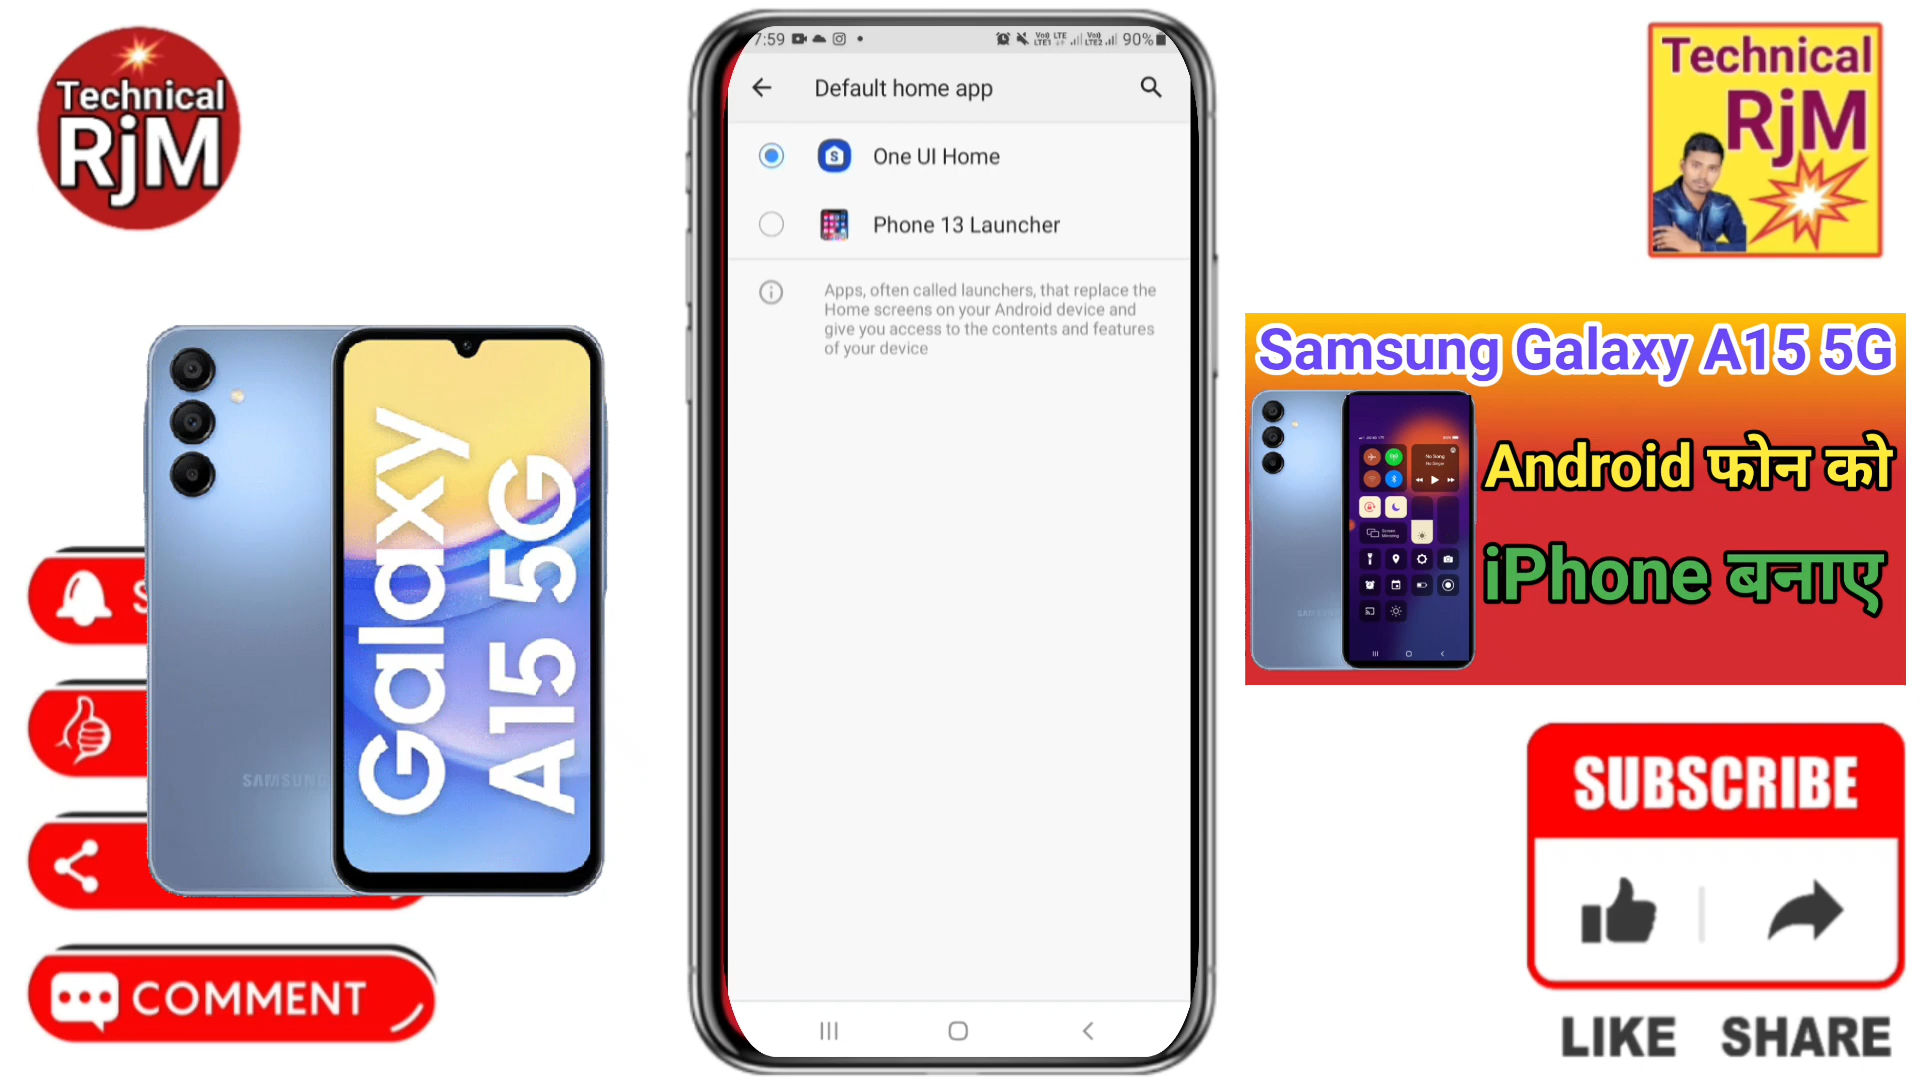 Technical
RjM
7:59
90%
Default home app
One UI Home
Phone 13 Launcher
Apps, often called launchers, that replace the
Home screens on your Android device and
give you access to the contents and features
of your device
Galaxy
A15 5G
SAMSUNG
S
COMMENT
Technical
RjM
Samsung Galaxy A15 5G
Android फोन को
iPhone बनाए
SUBSCRIBE
LIKE SHARE